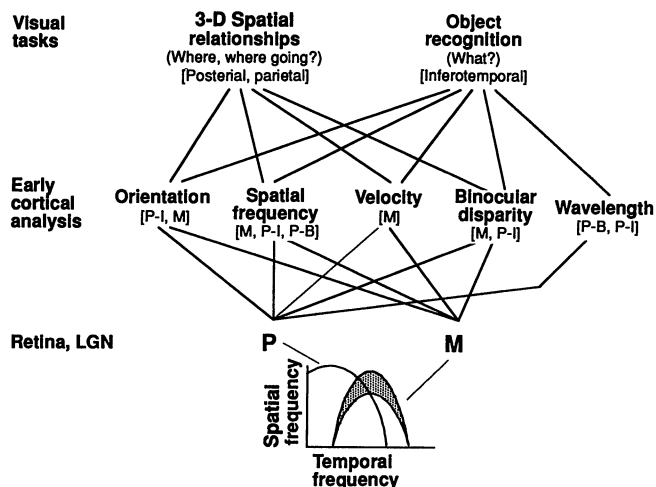 Visual
tasks
3-D Spatial
relationships
(Where, where going?)
[Posterial, parietal]
Object
recognition
(What?)
[Inferotemporal]
Early
cortical
analysis
Orientation
[P-I, M]
Spatial
frequency
[M, P-I, P-B]
Velocity
[M]
Binocular
disparity
[M, P-I]
Wavelength
[P-B, P-I]
Retina, LGN
P
M
Spatial
frequency
Temporal
frequency